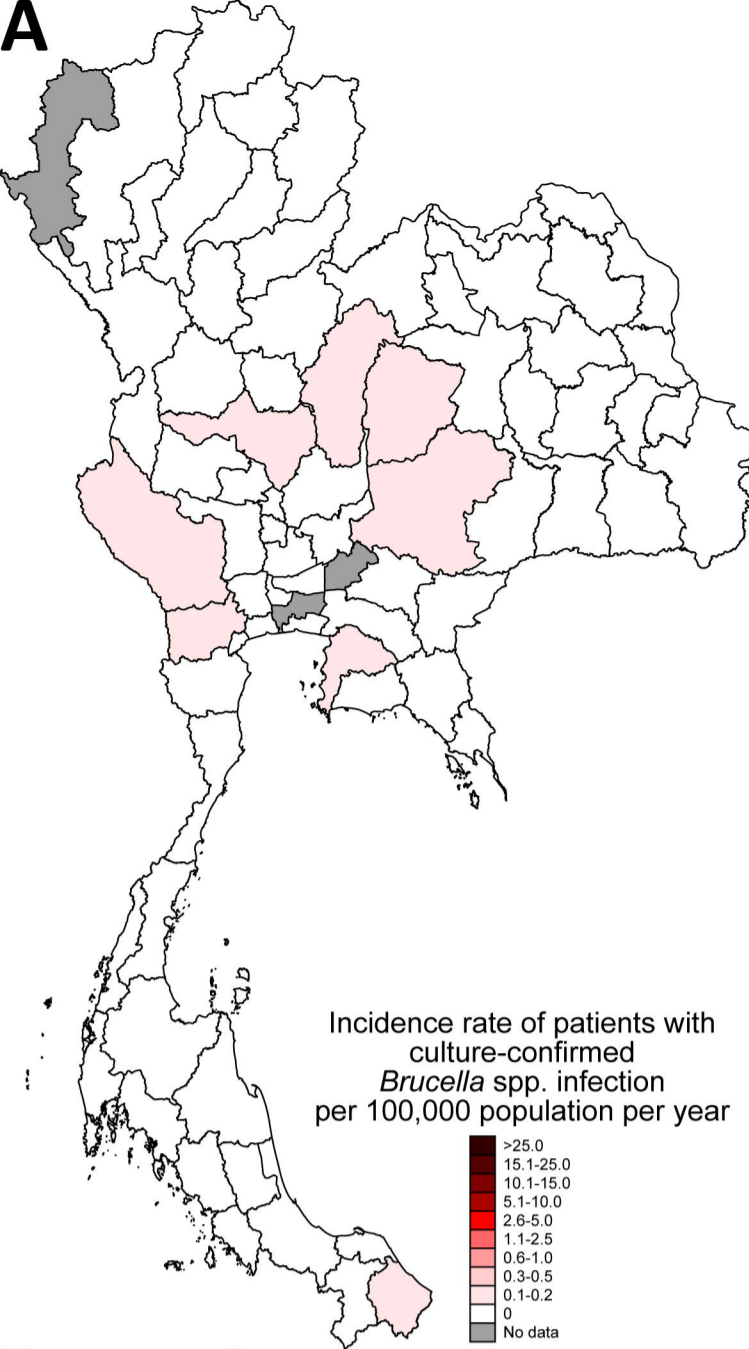 A
Incidence rate of patients with
culture-confirmed
Brucella spp. infection
per 100,000 population per year
>25.0
15.1-25.0
10.1-15.0
5.1-10.0
2.6-5.0
1.1-2.5
0.6-1.0
0.3-0.5
0.1-0.2
0
No data